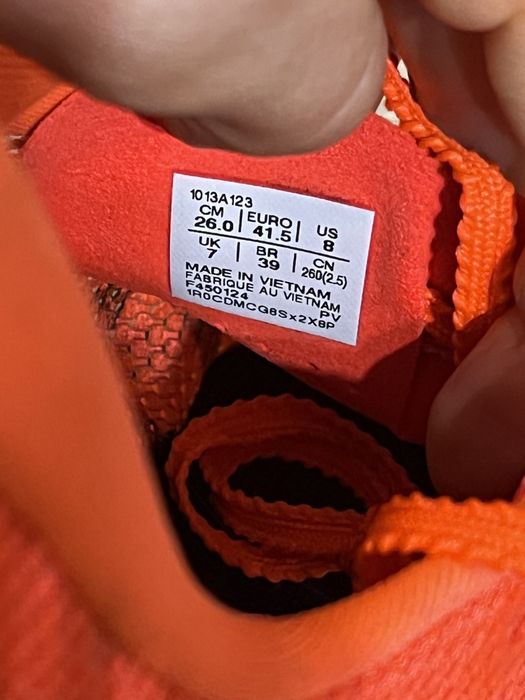 1013A123
CM 26.0 | EURO 41.5 | US 8
UK 7 | BR 39 | CN 260(2.5)
MADE IN VIETNAM
FABRIQUE AU VIETNAM
F450124 PV
1R0CDMCQ8Sx2X8P